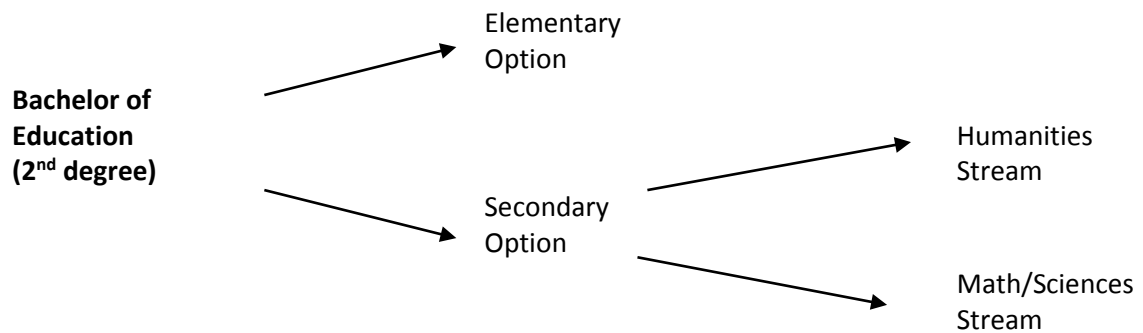 Elementary
Option
Bachelor of
Education
(2nd degree)
Humanities
Stream
Secondary
Option
Math/Sciences
Stream